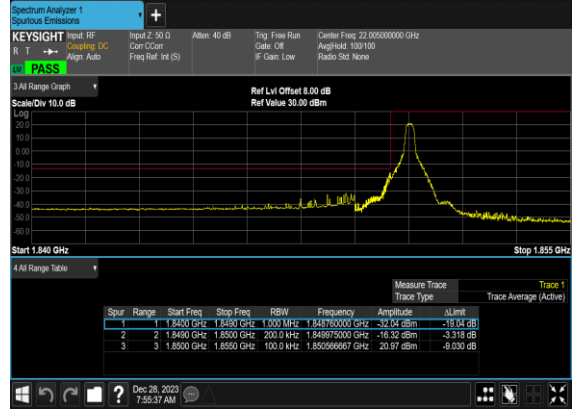 Spectrum Analyzer 1
Spurious Emissions
+
KEYSIGHT Input: RF Input Z: 50 Ω Atten: 40 dB Trig: Free Run Center Freq: 22.005000000 GHz
R T Coupling: DC Corr CCorr Gate: Off Avg|Hold: 100/100
Align: Auto Freq Ref: Int (S) IF Gain: Low Radio Std: None
PASS
3 All Range Graph
Ref Lvl Offset 8.00 dB
Scale/Div 10.0 dB Ref Value 30.00 dBm
Log
20.0
10.0
0.00
-10.0
-20.0
-30.0
-40.0
-50.0
-60.0
Start 1.840 GHz Stop 1.855 GHz
4 All Range Table
Measure Trace Trace 1
Trace Type Trace Average (Active)
Spur Range Start Freq Stop Freq RBW Frequency Amplitude ΔLimit
1 1 1.8400 GHz 1.8490 GHz 1.000 MHz 1.848760000 GHz -32.04 dBm -19.04 dB
2 2 1.8490 GHz 1.8500 GHz 200.0 kHz 1.849975000 GHz -16.32 dBm -3.318 dB
3 3 1.8500 GHz 1.8550 GHz 100.0 kHz 1.850566667 GHz 20.97 dBm -9.030 dB
? Dec 28, 2023
7:55:37 AM